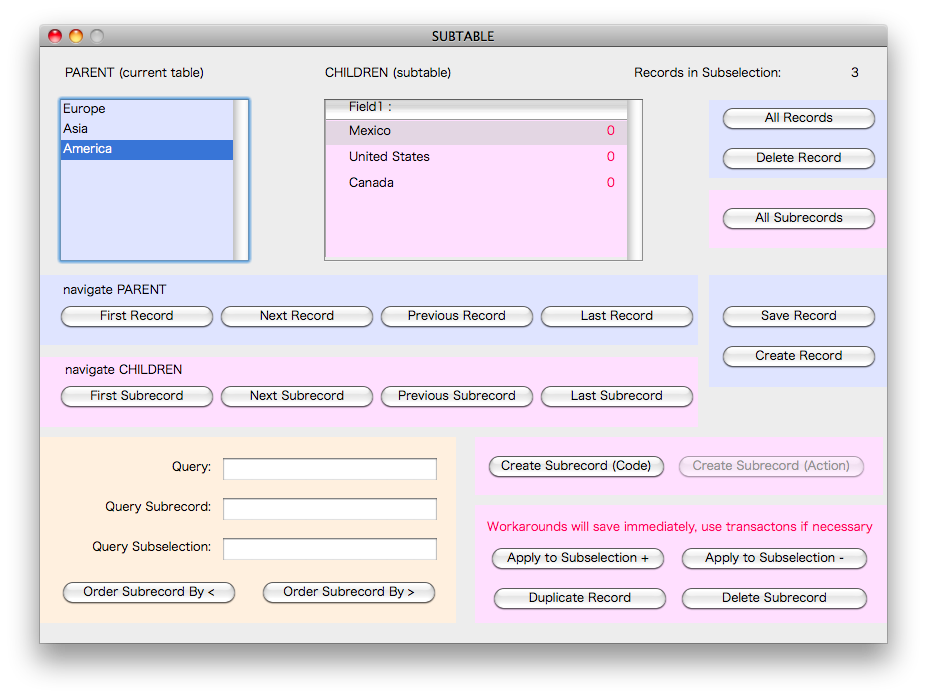 SUBTABLE
PARENT (current table)
CHILDREN (subtable)
Records in Subselection: 3
Europe
Asia
America
Field1 :
Mexico 0
United States 0
Canada 0
All Records
Delete Record
All Subrecords
navigate PARENT
First Record
Next Record
Previous Record
Last Record
Save Record
Create Record
navigate CHILDREN
First Subrecord
Next Subrecord
Previous Subrecord
Last Subrecord
Query:
Query Subrecord:
Query Subselection:
Order Subrecord By <
Order Subrecord By >
Create Subrecord (Code)
Create Subrecord (Action)
Workarounds will save immediately, use transactons if necessary
Apply to Subselection +
Apply to Subselection -
Duplicate Record
Delete Subrecord